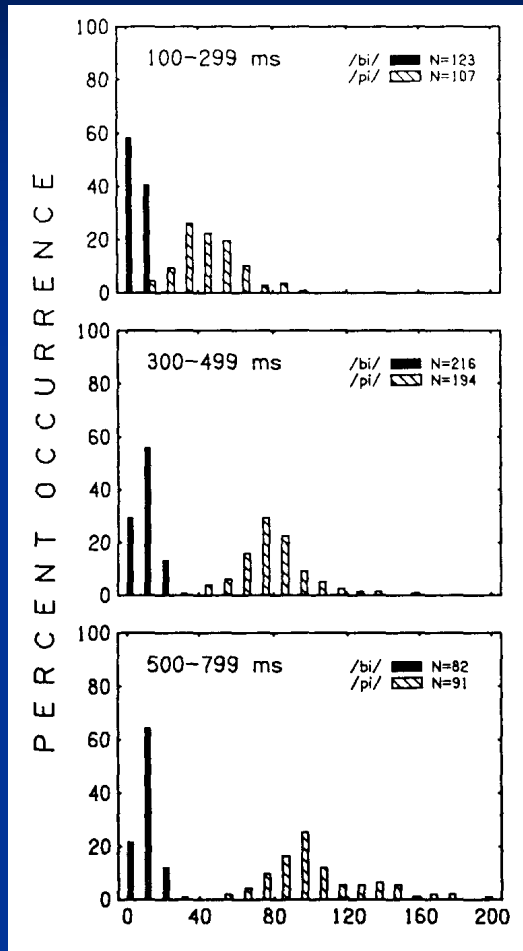 PERCENT OCCURRENCE
100
100-299 ms
/bi/ N=123
/pi/ N=107
80
60
40
20
0
100
300-499 ms
/bi/ N=216
/pi/ N=194
80
60
40
20
0
100
500-799 ms
/bi/ N=82
/pi/ N=91
80
60
40
20
0
0 40 80 120 160 200